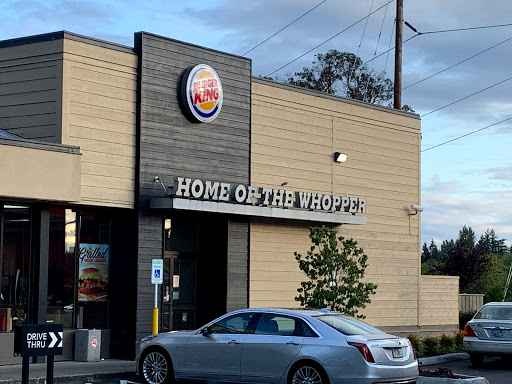 BURGER
KING
HOME OF THE WHOPPER
Grilled
DRIVE
THRU